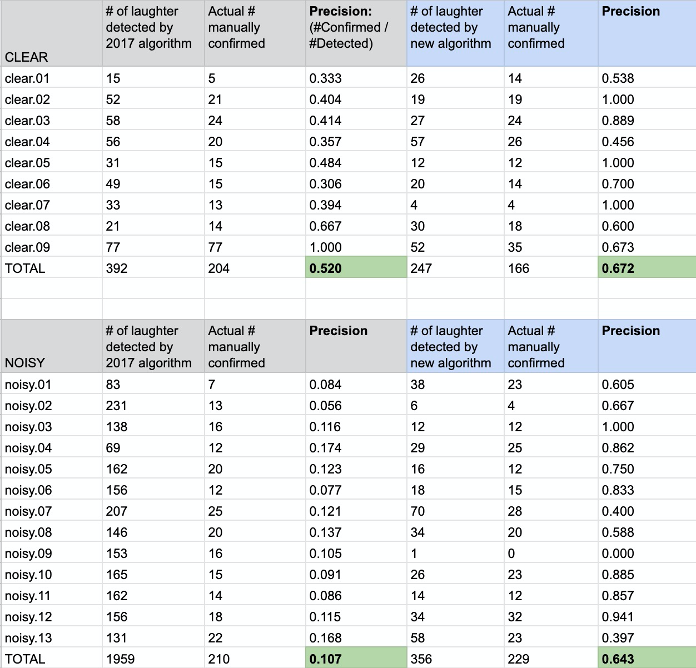 CLEAR # of laughter detected by 2017 algorithm Actual # manually confirmed Precision: (#Confirmed / #Detected) # of laughter detected by new algorithm Actual # manually confirmed Precision
clear.01 15 5 0.333 26 14 0.538
clear.02 52 21 0.404 19 19 1.000
clear.03 58 24 0.414 27 24 0.889
clear.04 56 20 0.357 57 26 0.456
clear.05 31 15 0.484 12 12 1.000
clear.06 49 15 0.306 20 14 0.700
clear.07 33 13 0.394 4 4 1.000
clear.08 21 14 0.667 30 18 0.600
clear.09 77 77 1.000 52 35 0.673
TOTAL 392 204 0.520 247 166 0.672
NOISY # of laughter detected by 2017 algorithm Actual # manually confirmed Precision # of laughter detected by new algorithm Actual # manually confirmed Precision
noisy.01 83 7 0.084 38 23 0.605
noisy.02 231 13 0.056 6 4 0.667
noisy.03 138 16 0.116 12 12 1.000
noisy.04 69 12 0.174 29 25 0.862
noisy.05 162 20 0.123 16 12 0.750
noisy.06 156 12 0.077 18 15 0.833
noisy.07 207 25 0.121 70 28 0.400
noisy.08 146 20 0.137 34 20 0.588
noisy.09 153 16 0.105 1 0 0.000
noisy.10 165 15 0.091 26 23 0.885
noisy.11 162 14 0.086 14 12 0.857
noisy.12 156 18 0.115 34 32 0.941
noisy.13 131 22 0.168 58 23 0.397
TOTAL 1959 210 0.107 356 229 0.643